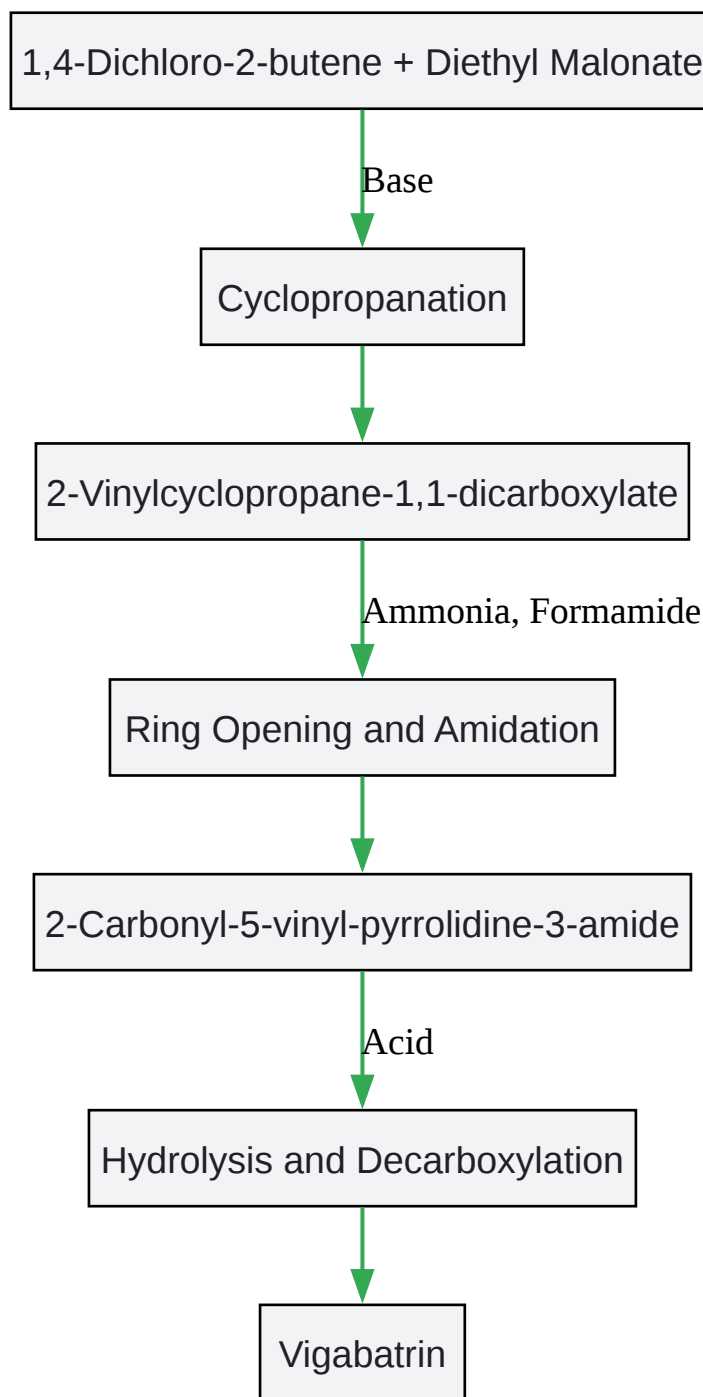 1,4-Dichloro-2-butene + Diethyl Malonate
Base
Cyclopropanation
2-Vinylcyclopropane-1,1-dicarboxylate
Ammonia, Formamide
Ring Opening and Amidation
2-Carbonyl-5-vinyl-pyrrolidine-3-amide
Acid
Hydrolysis and Decarboxylation
Vigabatrin